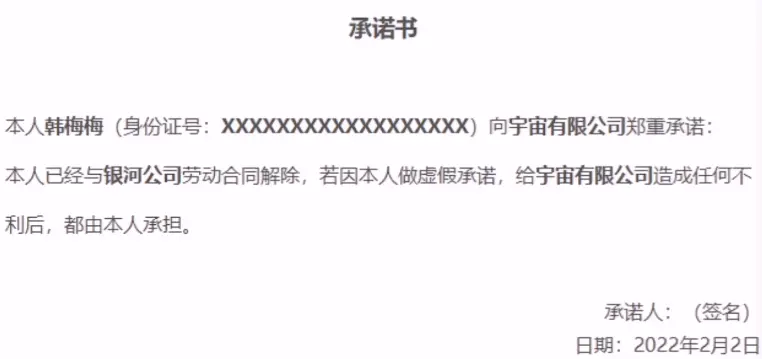 承诺书
本人韩梅梅（身份证号：XXXXXXXXXXXXXXXXXX）向宇宙有限公司郑重承诺：
本人已经与银河公司劳动合同解除，若因本人做虚假承诺，给宇宙有限公司造成任何不
利后，都由本人承担。
承诺人：（签名）
日期：2022年2月2日